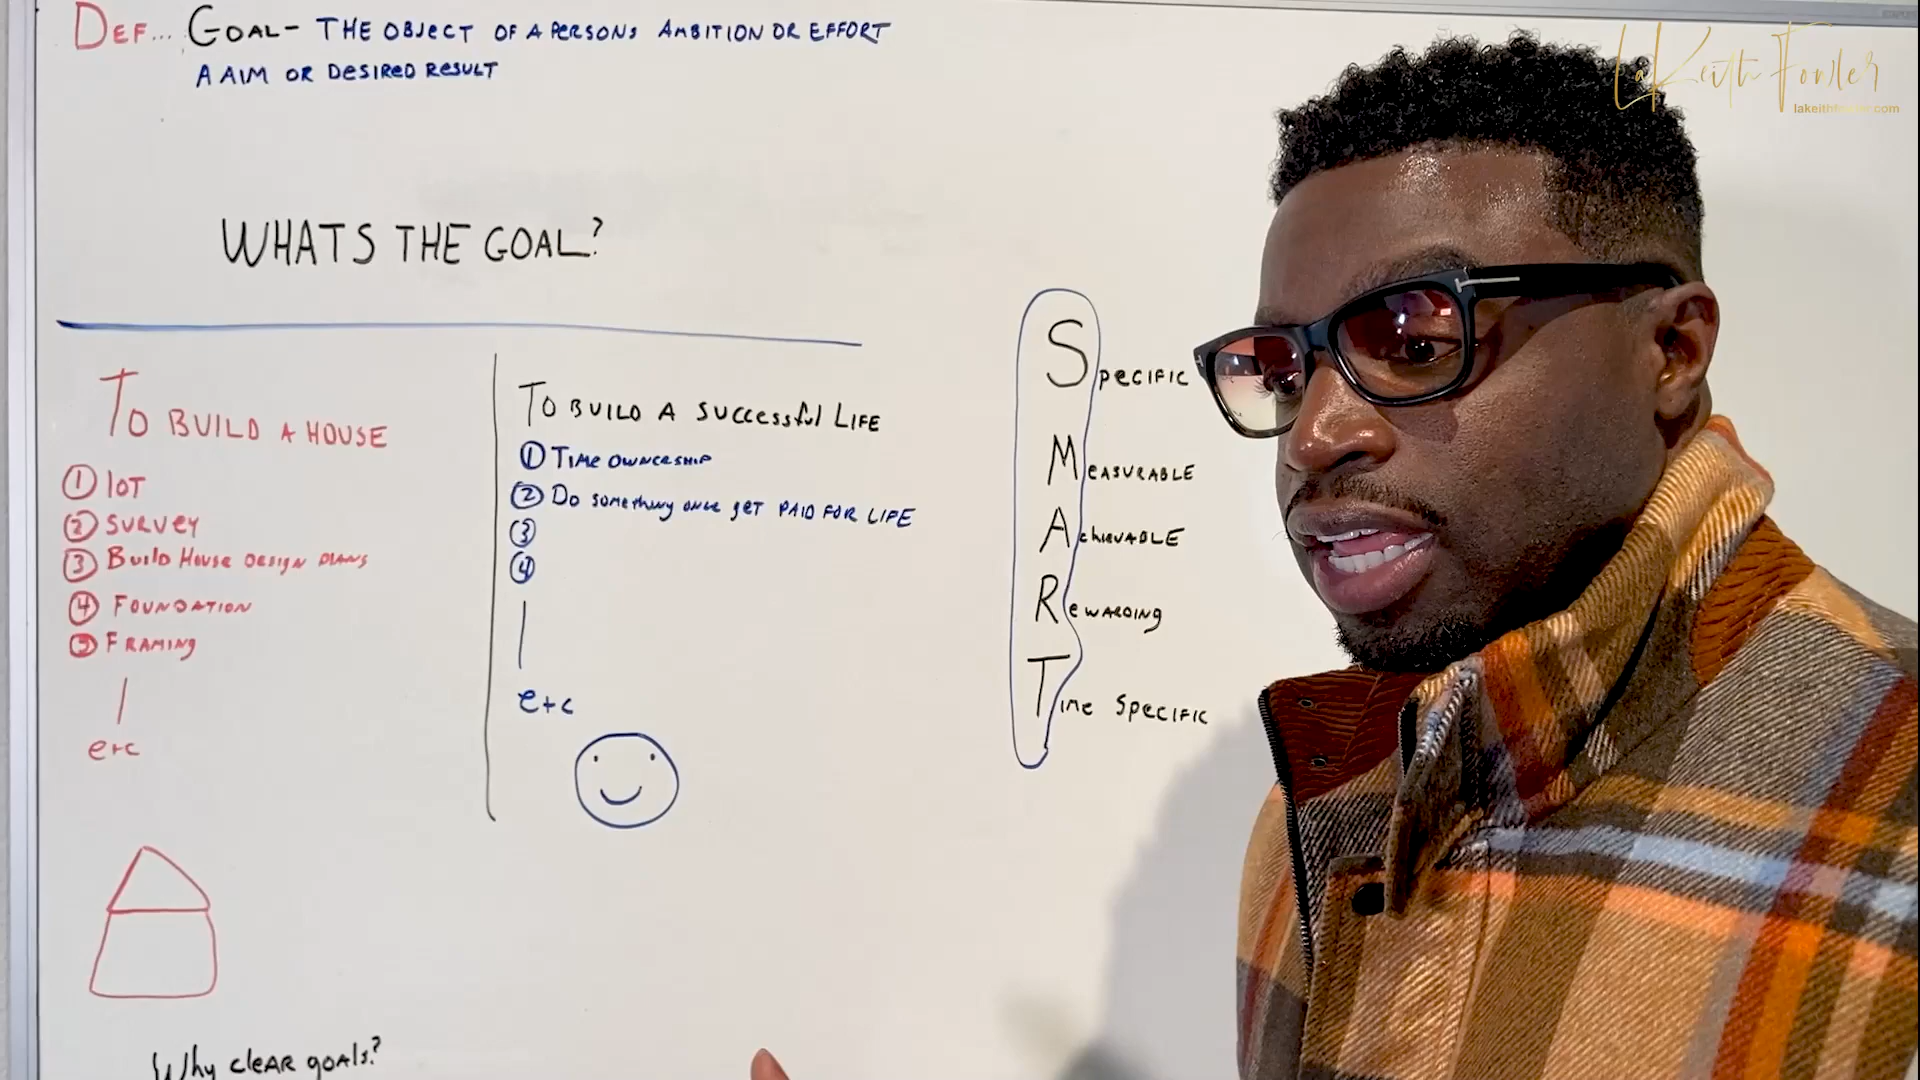 DEF... GOAL- THE OBJECT OF A PERSONS AMBITION OR EFFORT
A AIM OR DESIRED RESULT
WHATS THE GOAL?
TO BUILD A HOUSE
① lOT
② SURVEY
③ Build House DESIGN PLANS
④ FOUNDATION
⑤ FRAMING
etc
TO BUILD A SUCCessful LIFE
① TIME OWNERSHIP
② Do something once get PAID FOR LIFE
③
④
etc
SPECIFIC
MEASURABLE
AChIEVABLE
REWARDING
TIME SPECIFIC
Why cleAR goAls?
LaKeith Fowler
lakeithfowler.com